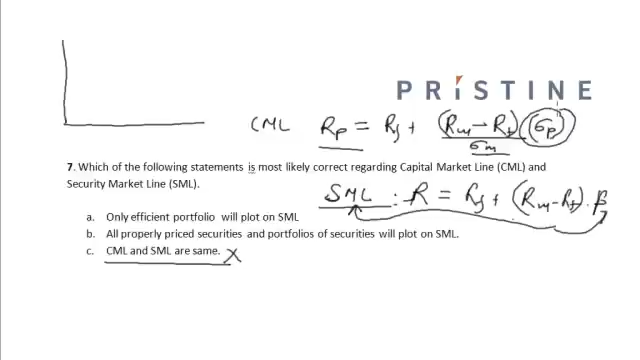 PRISTINE
CML Rp = Rf + (Rm - Rf) (σp)
σm
7. Which of the following statements is most likely correct regarding Capital Market Line (CML) and
Security Market Line (SML).
SML : R = Rf + (Rm - Rf) . β
a. Only efficient portfolio will plot on SML
b. All properly priced securities and portfolios of securities will plot on SML.
c. CML and SML are same. X